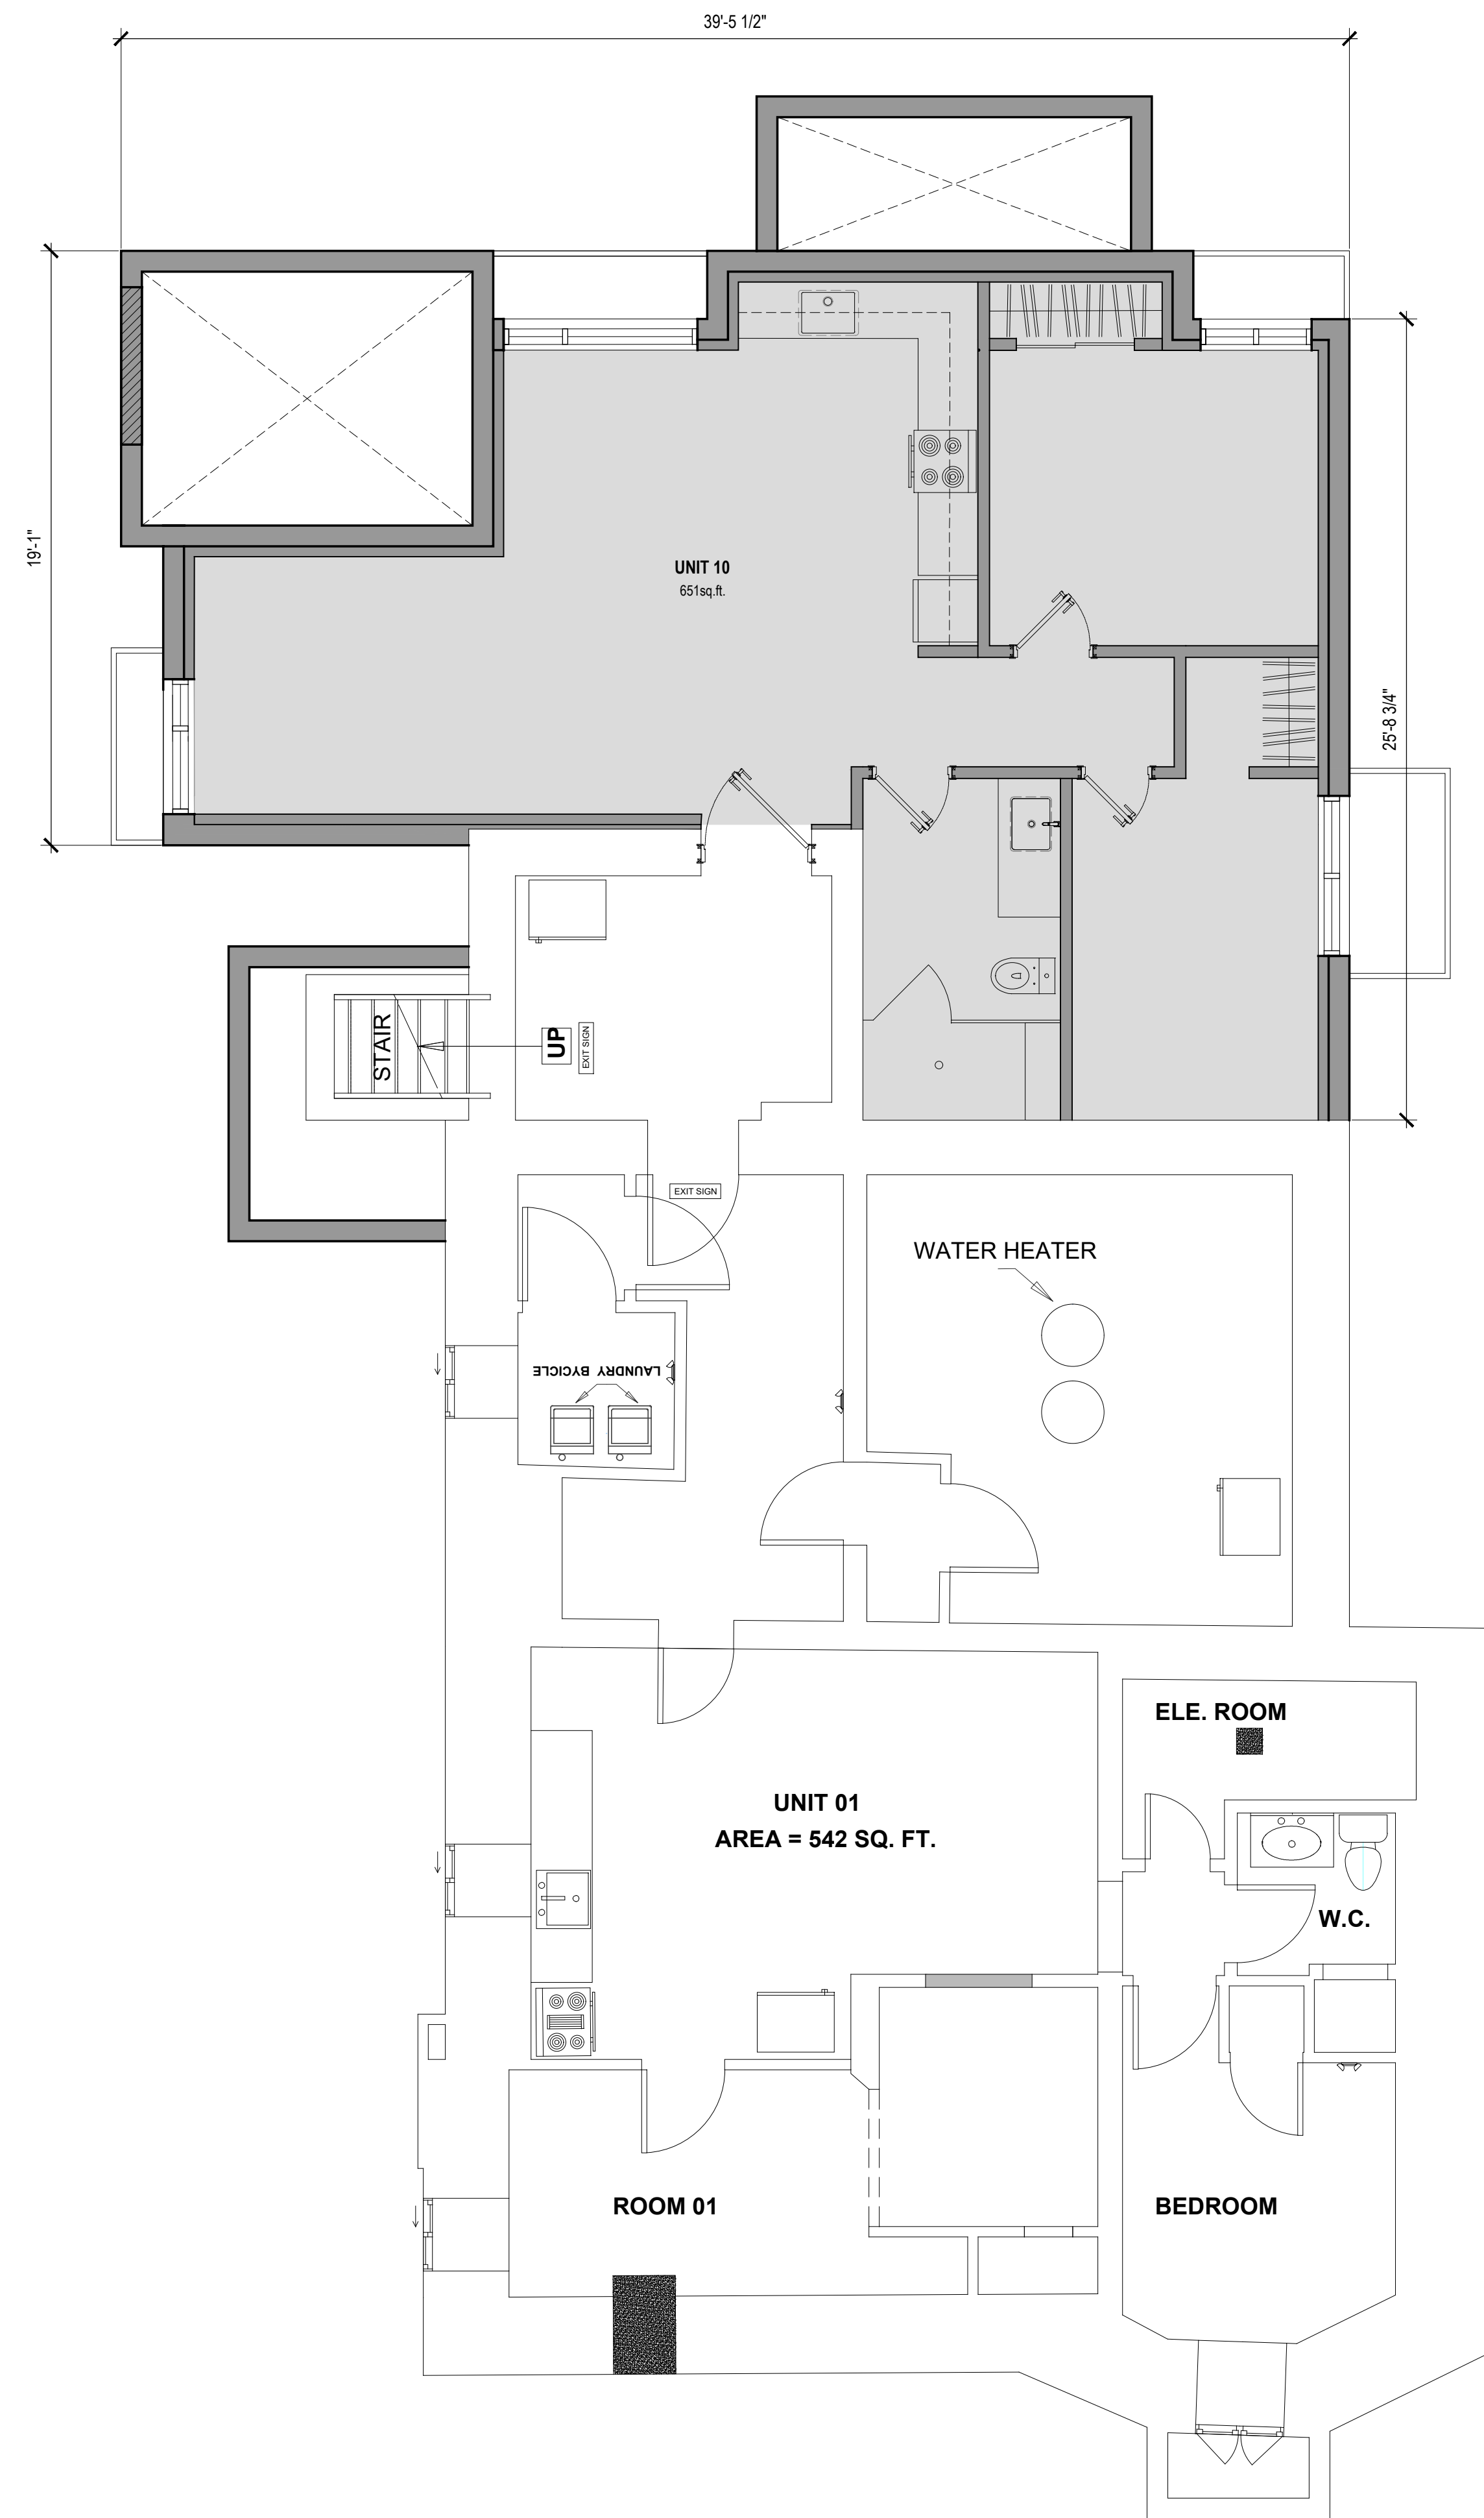 39'-5 1/2"
19'-1"
UNIT 10
651sq.ft.
25'-8 3/4"
STAIR
UP
EXIT SIGN
EXIT SIGN
WATER HEATER
LAUNDRY BYCICLE
ELE. ROOM
UNIT 01
AREA = 542 SQ. FT.
W.C.
ROOM 01
BEDROOM